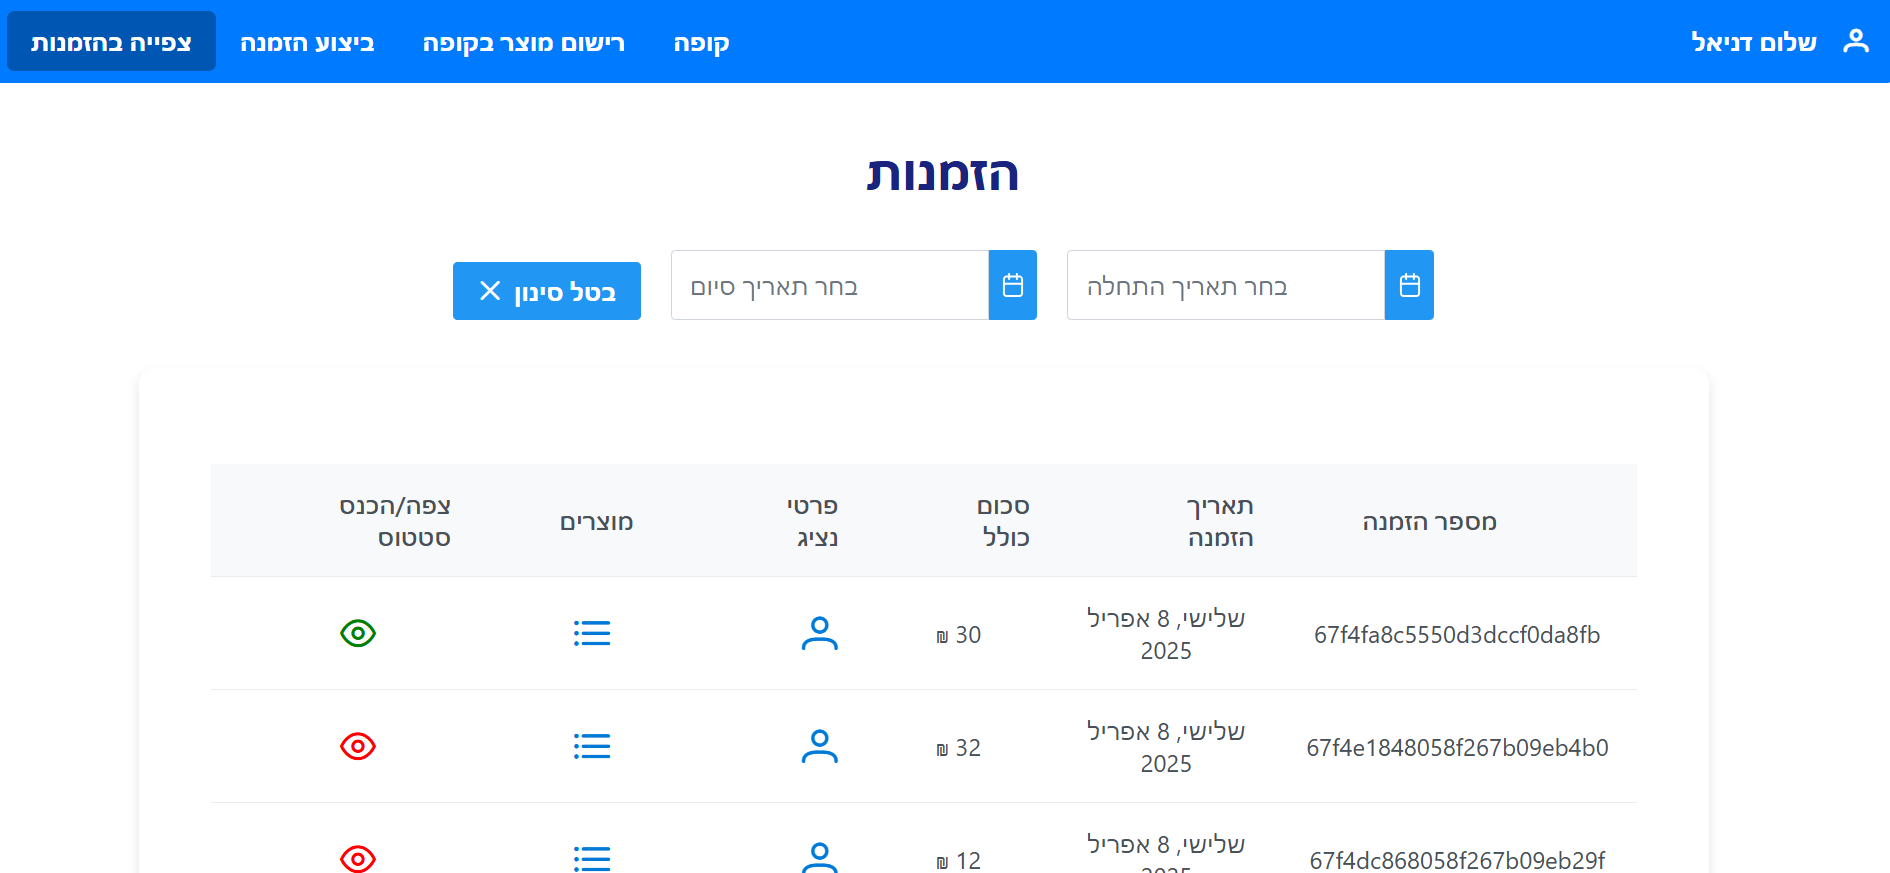 שלום דניאל
קופה
רישום מוצר בקופה
ביצוע הזמנה
צפייה בהזמנות
הזמנות
בחר תאריך התחלה
בחר תאריך סיום
בטל סינון
מספר הזמנה
תאריך
הזמנה
סכום
כולל
פרטי
נציג
מוצרים
צפה/הכנס
סטטוס
67f4fa8c5550d3dccf0da8fb
שלישי, 8 אפריל
2025
30 ₪
67f4e1848058f267b09eb4b0
שלישי, 8 אפריל
2025
32 ₪
67f4dc868058f267b09eb29f
שלישי, 8 אפריל
2025
12 ₪